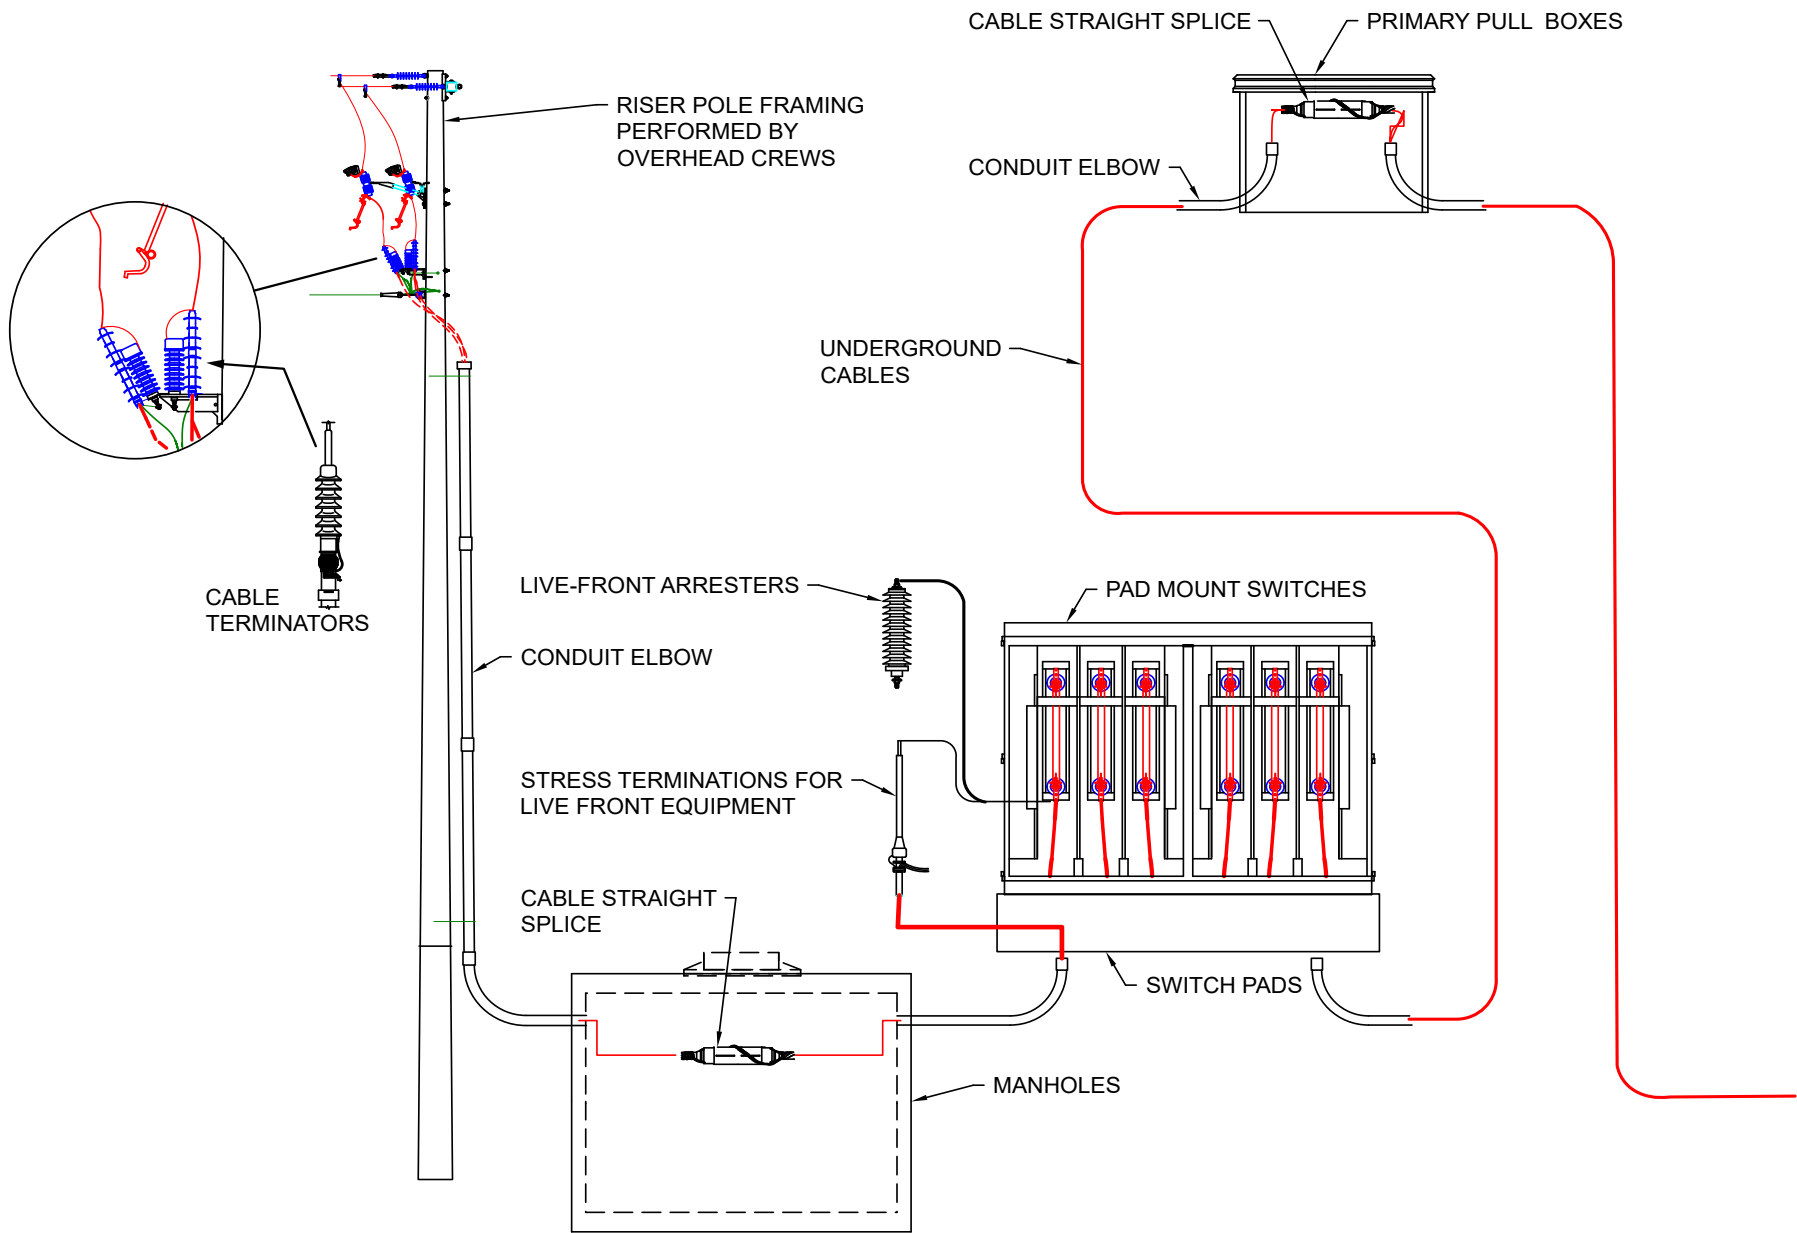 CABLE STRAIGHT SPLICE
PRIMARY PULL BOXES
RISER POLE FRAMING
PERFORMED BY
OVERHEAD CREWS
CONDUIT ELBOW
UNDERGROUND
CABLES
CABLE
TERMINATORS
LIVE-FRONT ARRESTERS
PAD MOUNT SWITCHES
CONDUIT ELBOW
STRESS TERMINATIONS FOR
LIVE FRONT EQUIPMENT
CABLE STRAIGHT
SPLICE
SWITCH PADS
MANHOLES